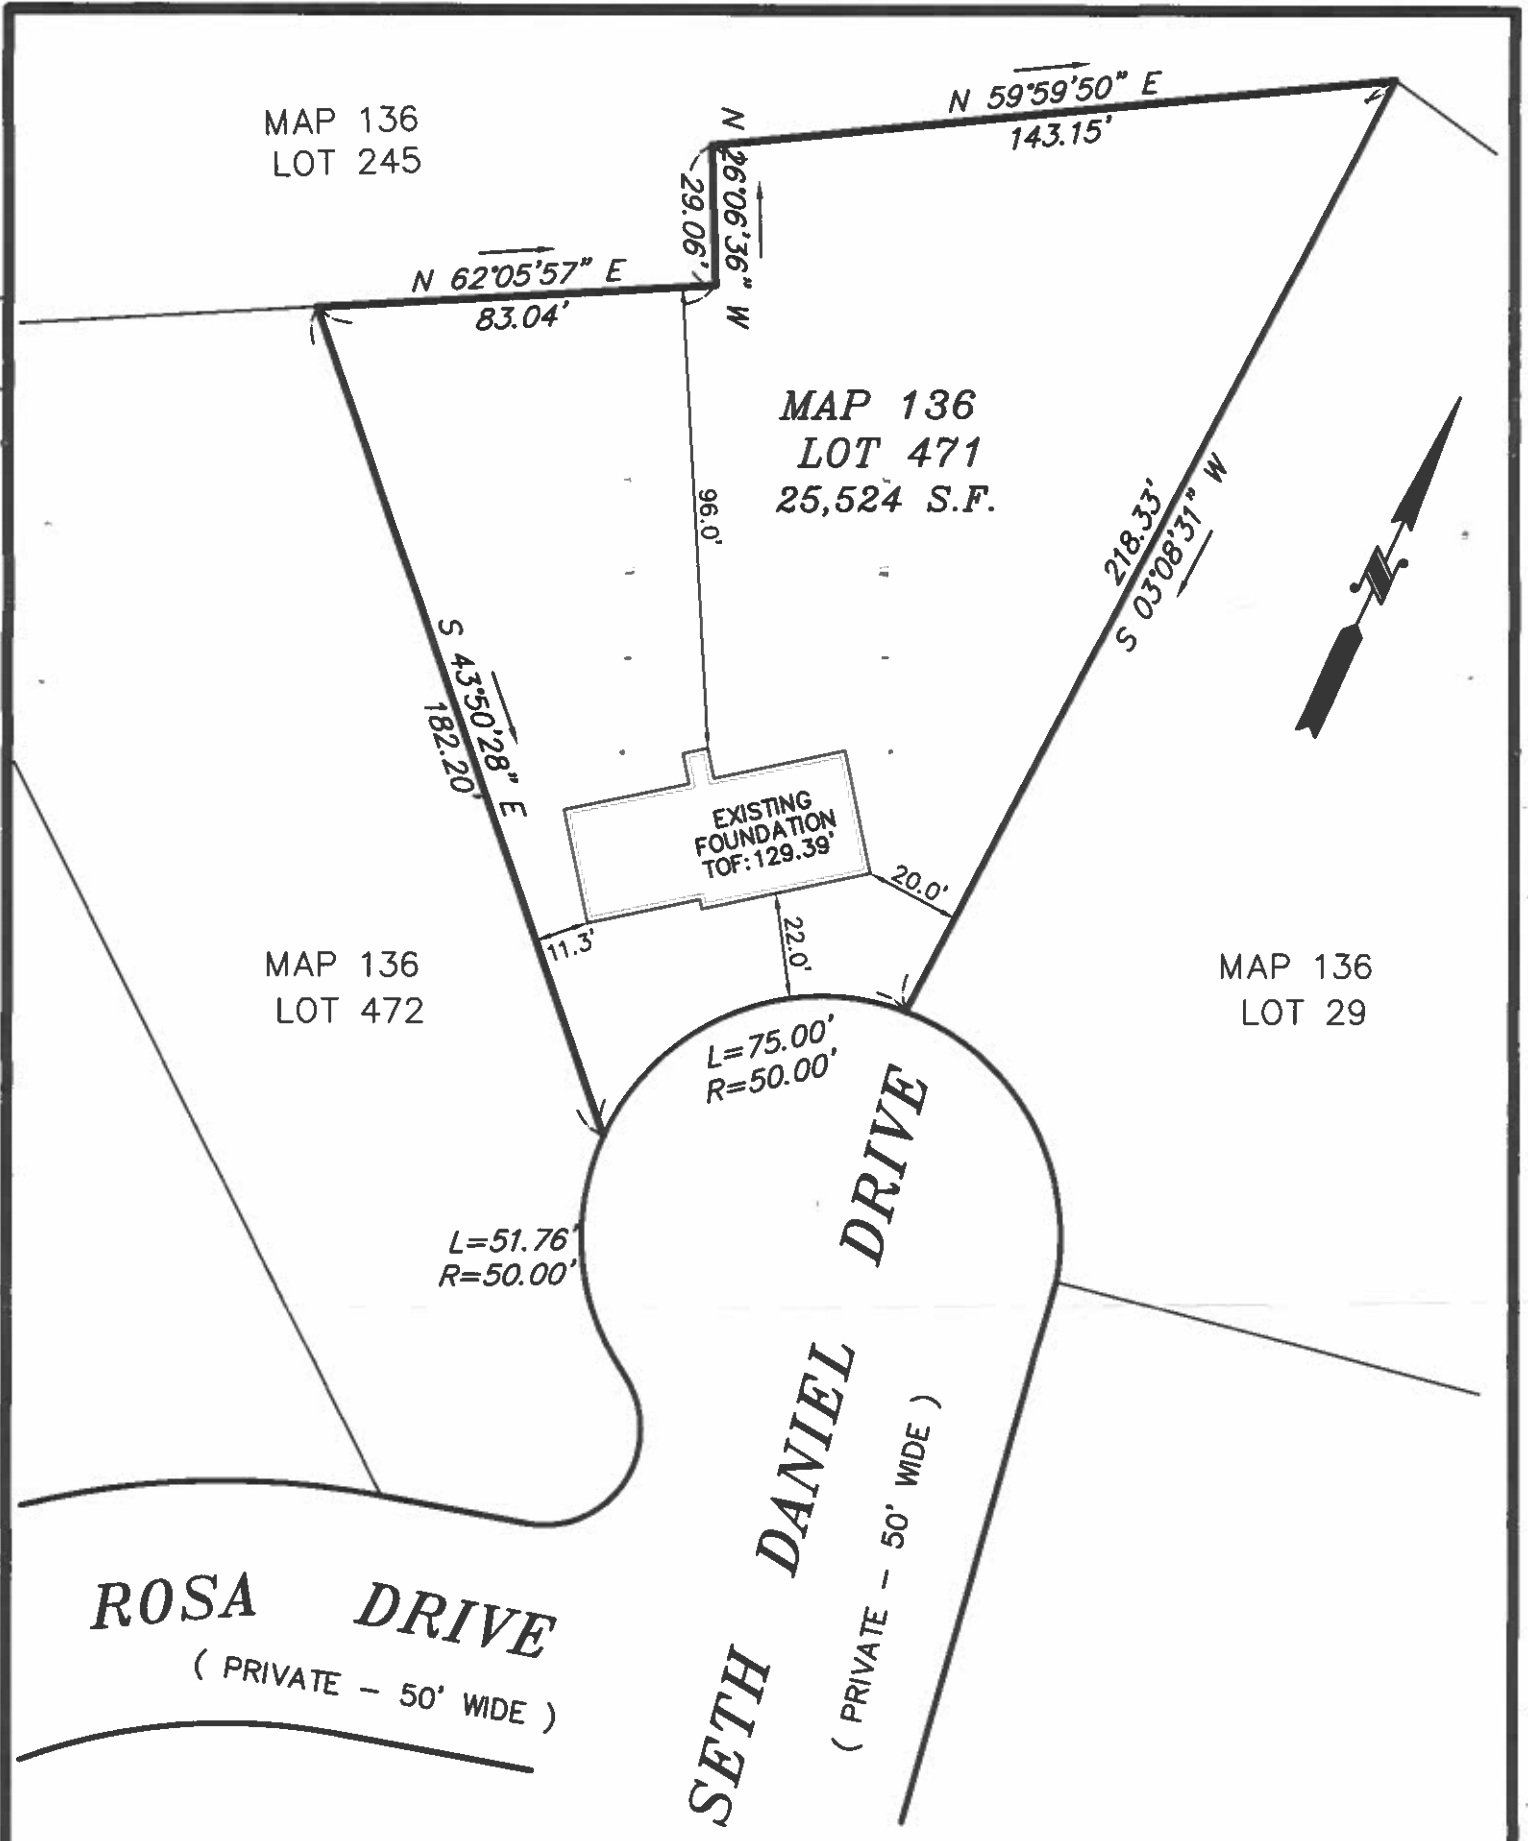 MAP 136
LOT 245
N 59°59'50" E
143.15'
N 26°06'36" W
29.06'
N 62°05'57" E
83.04'
MAP 136
LOT 471
25,524 S.F.
96.0'
218.33'
S 03°08'31" W
S 43°50'28" E
182.20'
EXISTING
FOUNDATION
TOF: 129.39'
20.0'
11.3'
22.0'
MAP 136
LOT 472
MAP 136
LOT 29
L=75.00'
R=50.00'
L=51.76'
R=50.00'
SETH DANIEL DRIVE
( PRIVATE - 50' WIDE )
ROSA DRIVE
( PRIVATE - 50' WIDE )